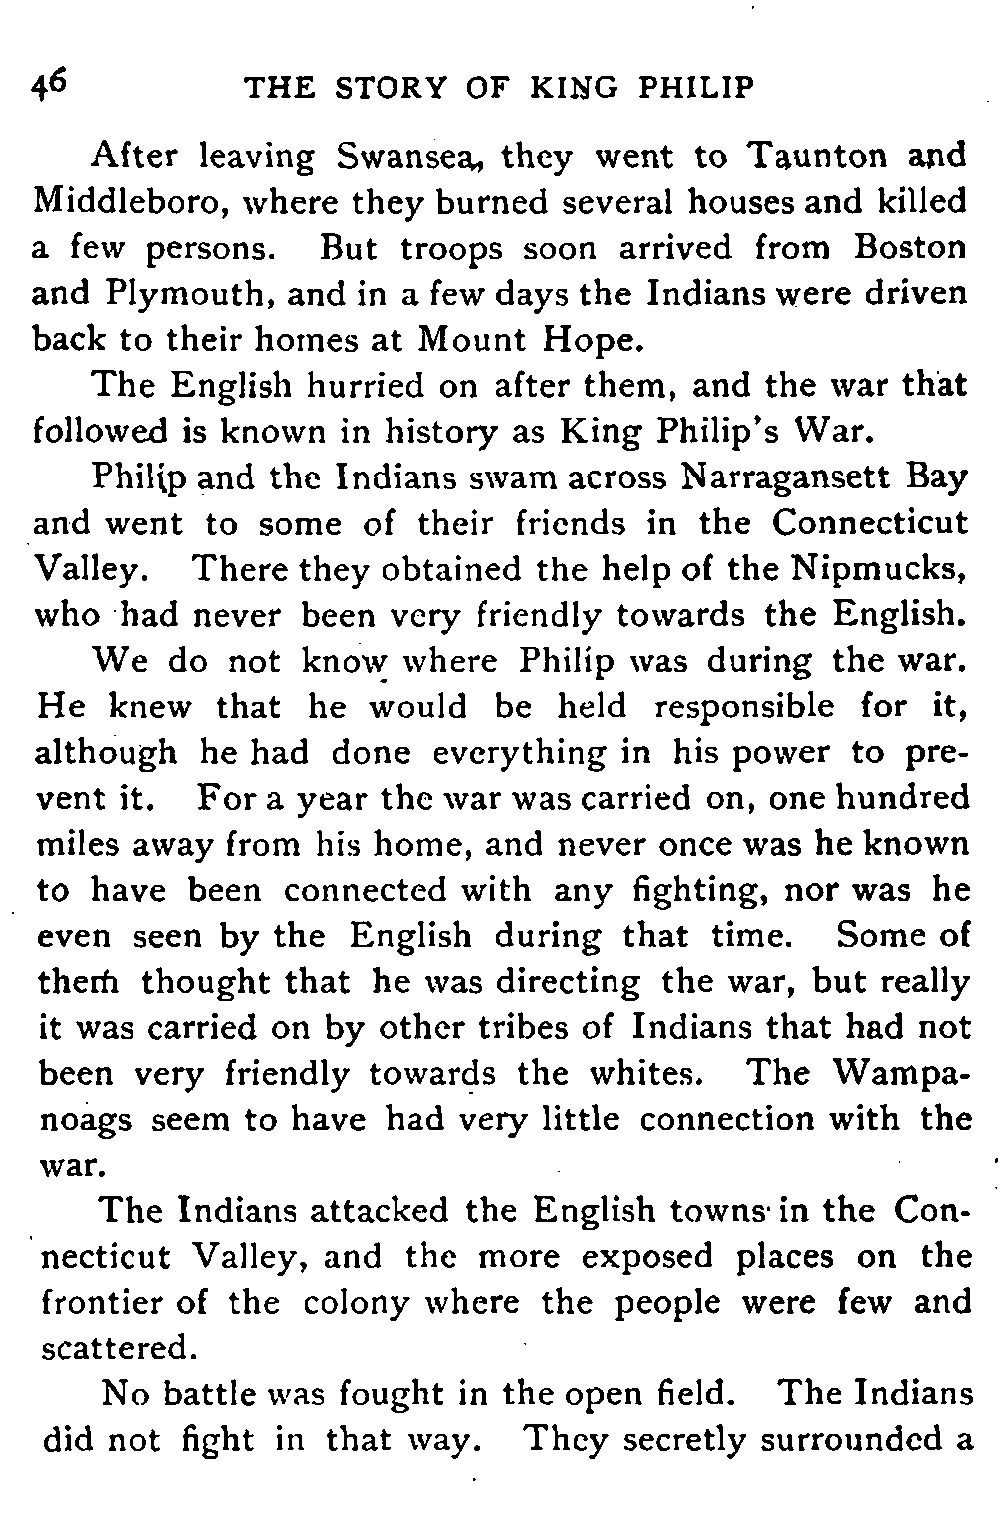 46 THE STORY OF KING PHILIP
After leaving Swansea, they went to Taunton and
Middleboro, where they burned several houses and killed
a few persons. But troops soon arrived from Boston
and Plymouth, and in a few days the Indians were driven
back to their homes at Mount Hope.
The English hurried on after them, and the war that
followed is known in history as King Philip's War.
Philip and the Indians swam across Narragansett Bay
and went to some of their friends in the Connecticut
Valley. There they obtained the help of the Nipmucks,
who had never been very friendly towards the English.
We do not know where Philip was during the war.
He knew that he would be held responsible for it,
although he had done everything in his power to pre-
vent it. For a year the war was carried on, one hundred
miles away from his home, and never once was he known
to have been connected with any fighting, nor was he
even seen by the English during that time. Some of
them thought that he was directing the war, but really
it was carried on by other tribes of Indians that had not
been very friendly towards the whites. The Wampa-
noags seem to have had very little connection with the
war.
The Indians attacked the English towns in the Con-
necticut Valley, and the more exposed places on the
frontier of the colony where the people were few and
scattered.
No battle was fought in the open field. The Indians
did not fight in that way. They secretly surrounded a